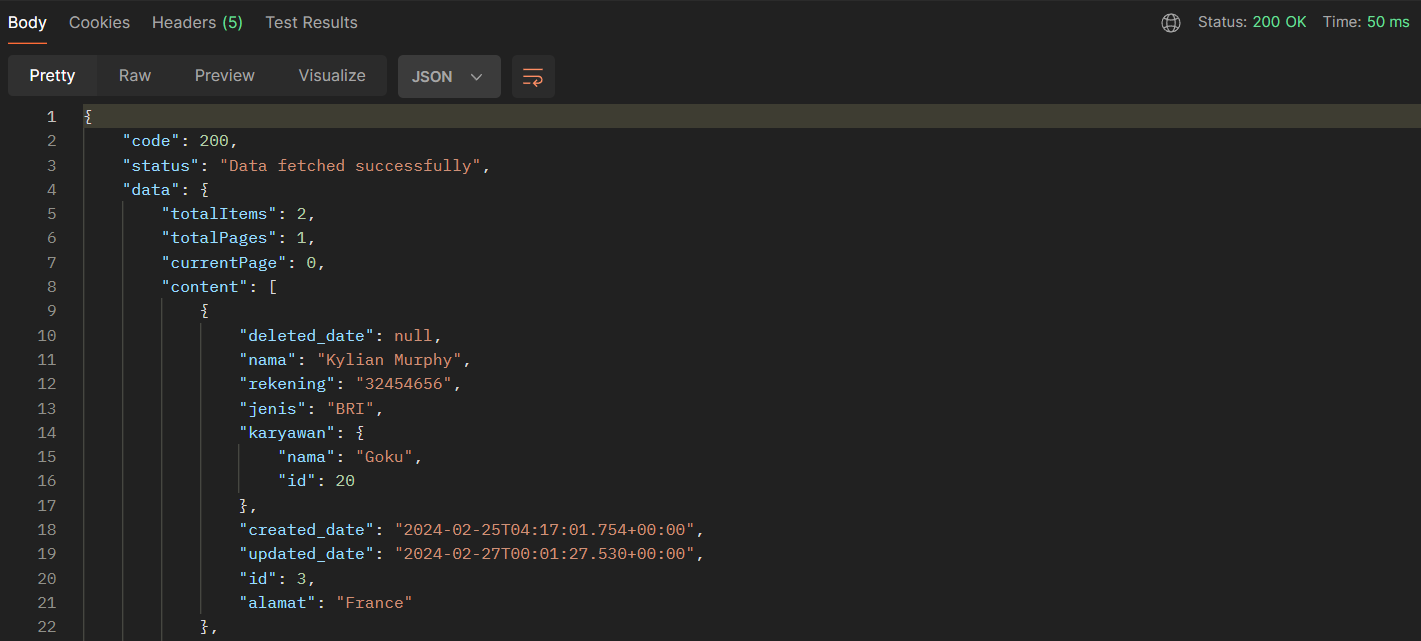 Body Cookies Headers (5) Test Results Status: 200 OK Time: 50 ms
Pretty Raw Preview Visualize JSON
1 {
2 "code": 200,
3 "status": "Data fetched successfully",
4 "data": {
5 "totalItems": 2,
6 "totalPages": 1,
7 "currentPage": 0,
8 "content": [
9 {
10 "deleted_date": null,
11 "nama": "Kylian Murphy",
12 "rekening": "32454656",
13 "jenis": "BRI",
14 "karyawan": {
15 "nama": "Goku",
16 "id": 20
17 },
18 "created_date": "2024-02-25T04:17:01.754+00:00",
19 "updated_date": "2024-02-27T00:01:27.530+00:00",
20 "id": 3,
21 "alamat": "France"
22 },